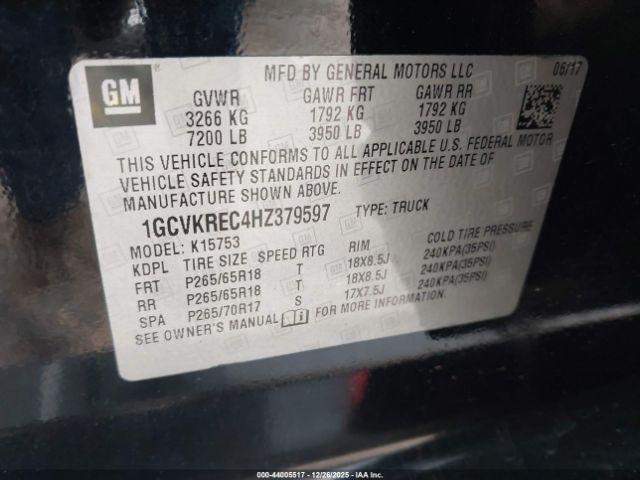 GM
MFD BY GENERAL MOTORS LLC 06/17
GVWR GAWR FRT GAWR RR
3266 KG 1792 KG 1792 KG
7200 LB 3950 LB 3950 LB
THIS VEHICLE CONFORMS TO ALL APPLICABLE U.S. FEDERAL MOTOR
VEHICLE SAFETY STANDARDS IN EFFECT ON THE DATE OF
MANUFACTURE SHOWN ABOVE.
1GCVKREC4HZ379597 TYPE: TRUCK
MODEL: K15753
KDPL TIRE SIZE SPEED RTG RIM COLD TIRE PRESSURE
FRT P265/65R18 T 18X8.5J 240KPA(35PSI)
RR P265/65R18 T 18X8.5J 240KPA(35PSI)
SPA P265/70R17 S 17X7.5J 240KPA(35PSI)
SEE OWNER'S MANUAL FOR MORE INFORMATION.
000-44005517 - 12/26/2025 - IAA Inc.